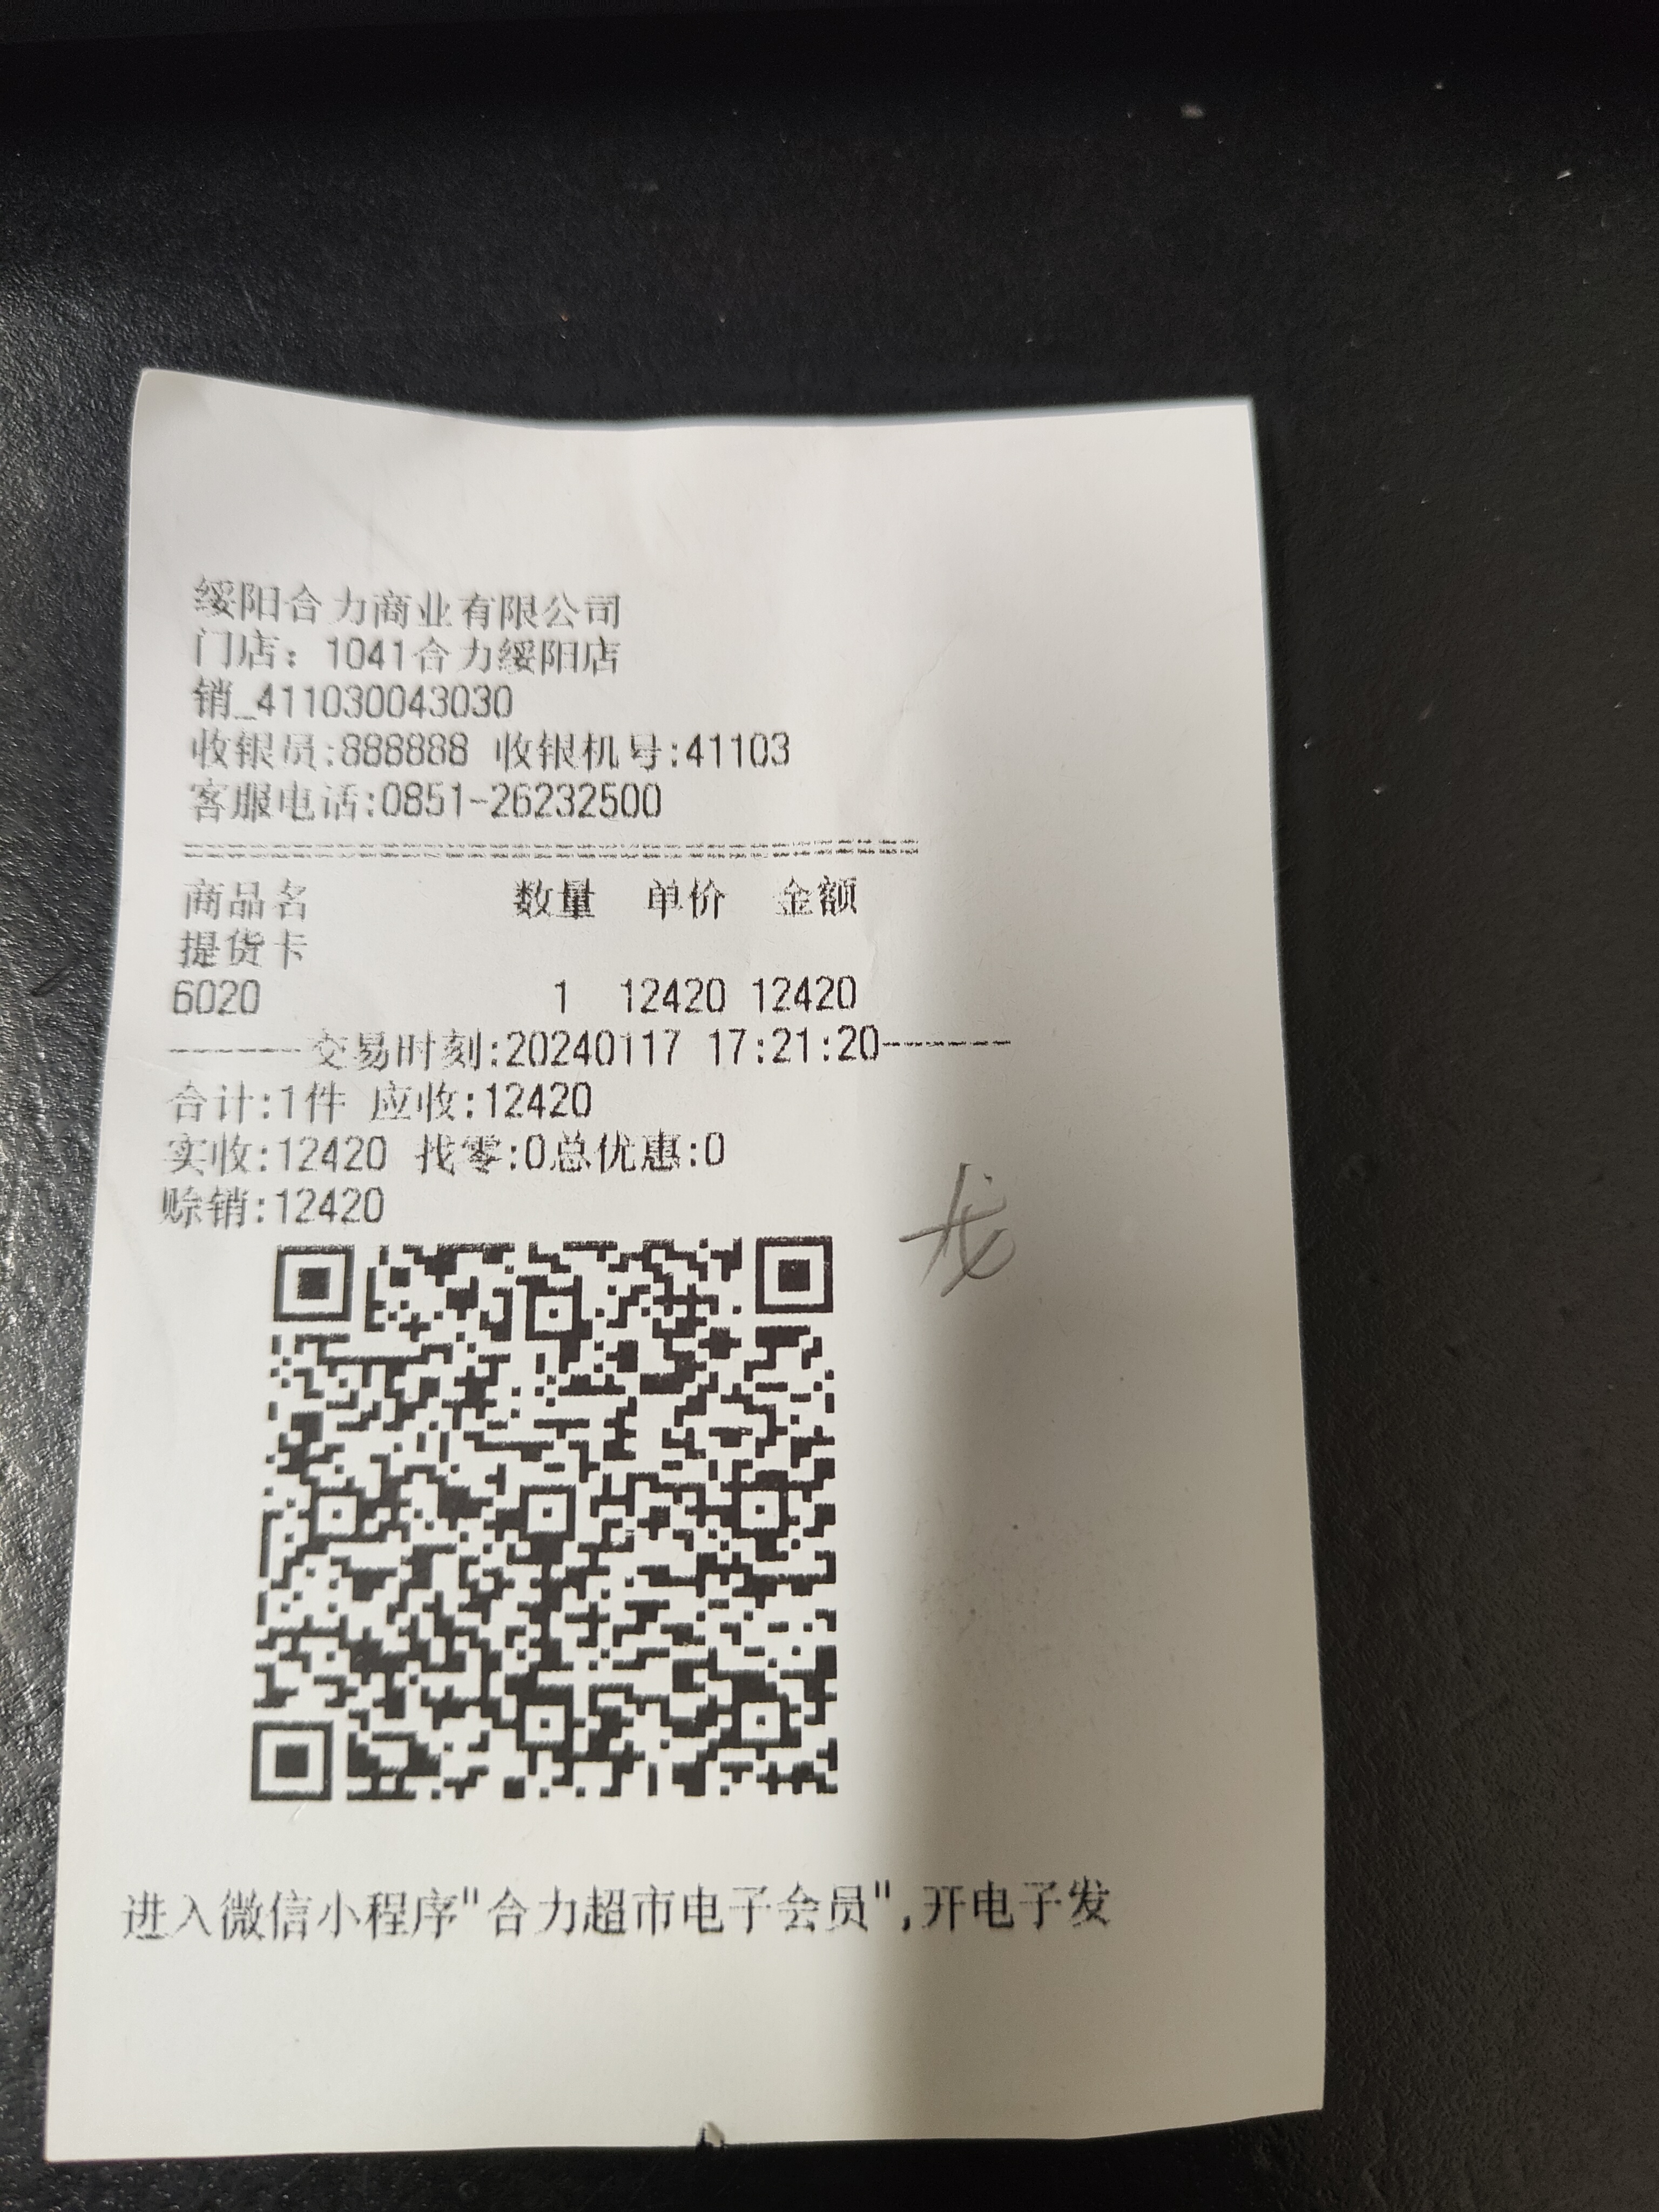 绥阳合力商业有限公司
门店：1041合力绥阳店
销_411030043030
收银员:888888 收银机号:41103
客服电话:0851-26232500
商品名 数量 单价 金额
提货卡
6020 1 12420 12420
------交易时刻:20240117 17:21:20------
合计:1件 应收:12420
实收:12420 找零:0总优惠:0
赊销:12420
龙
进入微信小程序"合力超市电子会员",开电子发